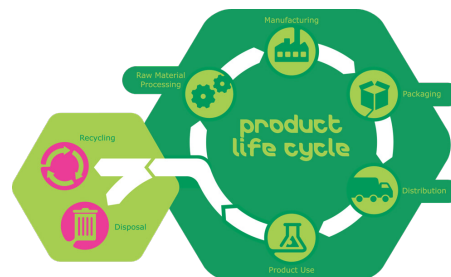 Manufacturing
Raw Material
Processing
Packaging
product
life cycle
Recycling
Distribution
Disposal
Product Use